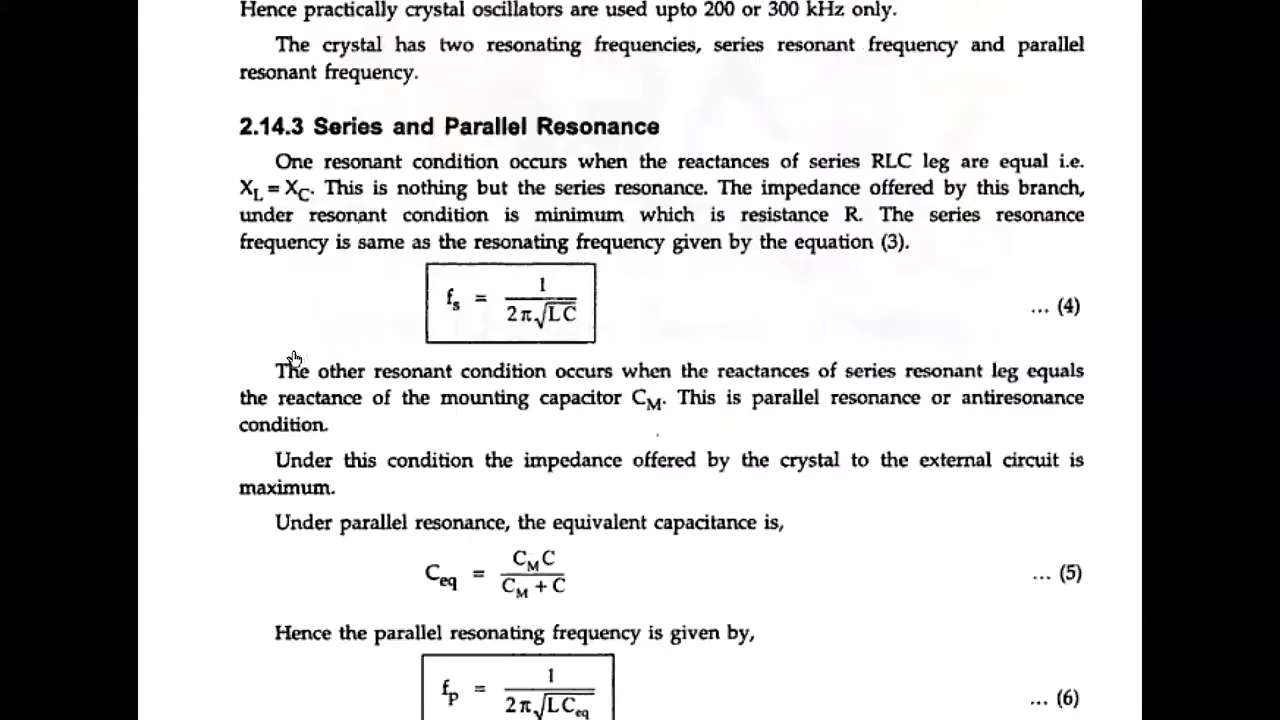 Hence practically crystal oscillators are used upto 200 or 300 kHz only.
The crystal has two resonating frequencies, series resonant frequency and parallel
resonant frequency.
2.14.3 Series and Parallel Resonance
One resonant condition occurs when the reactances of series RLC leg are equal i.e.
X_L = X_C. This is nothing but the series resonance. The impedance offered by this branch,
under resonant condition is minimum which is resistance R. The series resonance
frequency is same as the resonating frequency given by the equation (3).
f_s = 1 / (2π√(LC)) ... (4)
The other resonant condition occurs when the reactances of series resonant leg equals
the reactance of the mounting capacitor C_M. This is parallel resonance or antiresonance
condition.
Under this condition the impedance offered by the crystal to the external circuit is
maximum.
Under parallel resonance, the equivalent capacitance is,
C_eq = C_M C / (C_M + C) ... (5)
Hence the parallel resonating frequency is given by,
f_p = 1 / (2π√(LC_eq)) ... (6)